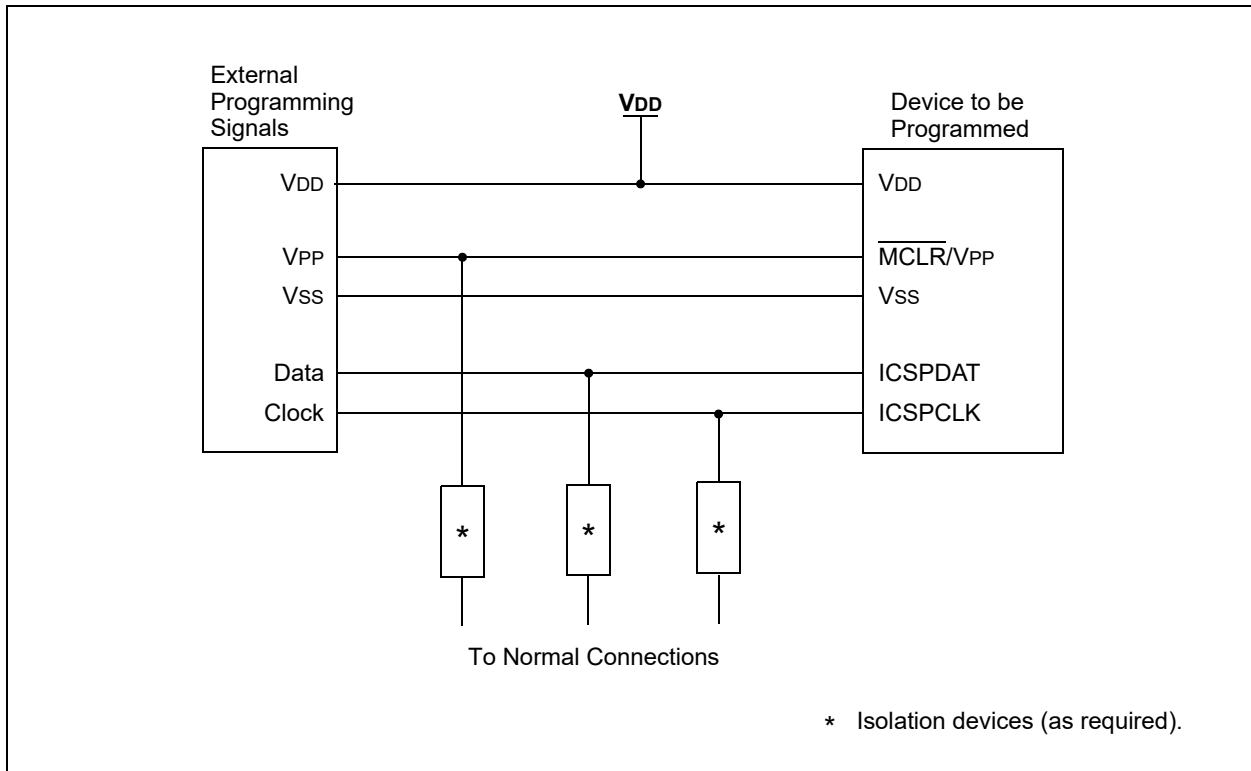 External
Programming
Signals
VDD
Device to be
Programmed
VDD
VDD
VPP
MCLR/VPP
VSS
VSS
Data
ICSPDAT
Clock
ICSPCLK
*
*
*
To Normal Connections
* Isolation devices (as required).